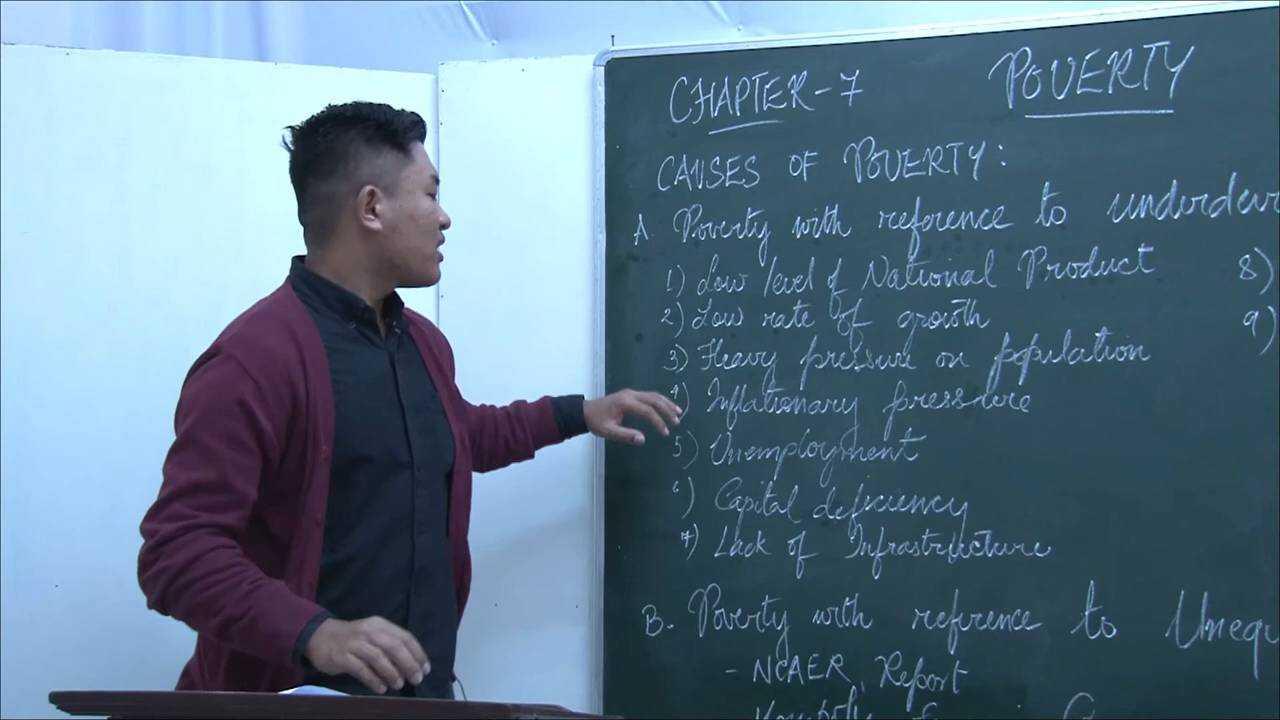 CHAPTER-7 POVERTY
CAUSES OF POVERTY:
A. Poverty with reference to underdev
1) Low level of National Product 8)
2) Low rate of growth 9)
3) Heavy pressure on population
4) Inflationary pressure
5) Unemployment
6) Capital deficiency
7) Lack of Infrastructure
B. Poverty with reference to Unequ
- NCAER Report